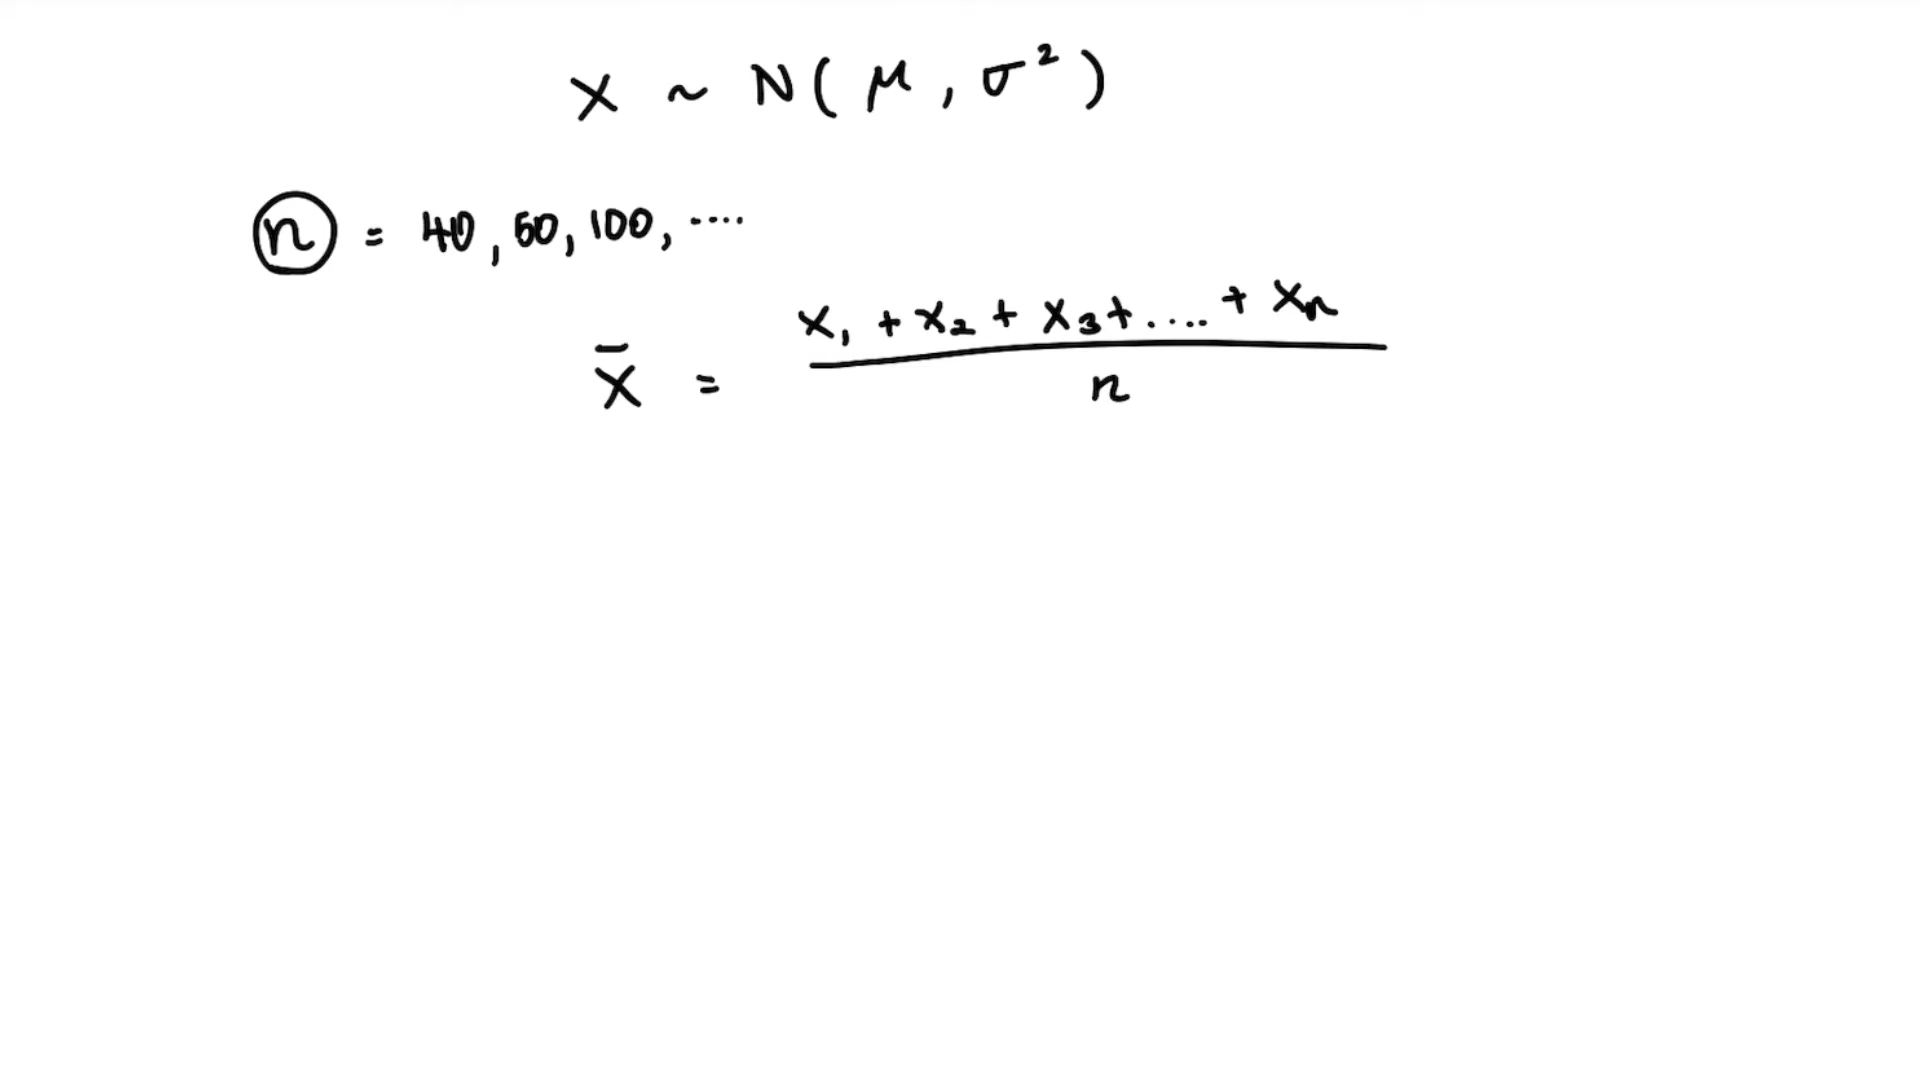 X ~ N( μ , σ² )
n = 40, 50, 100, ....
X̄ = (X₁ + X₂ + X₃ + .... + Xₙ) / n